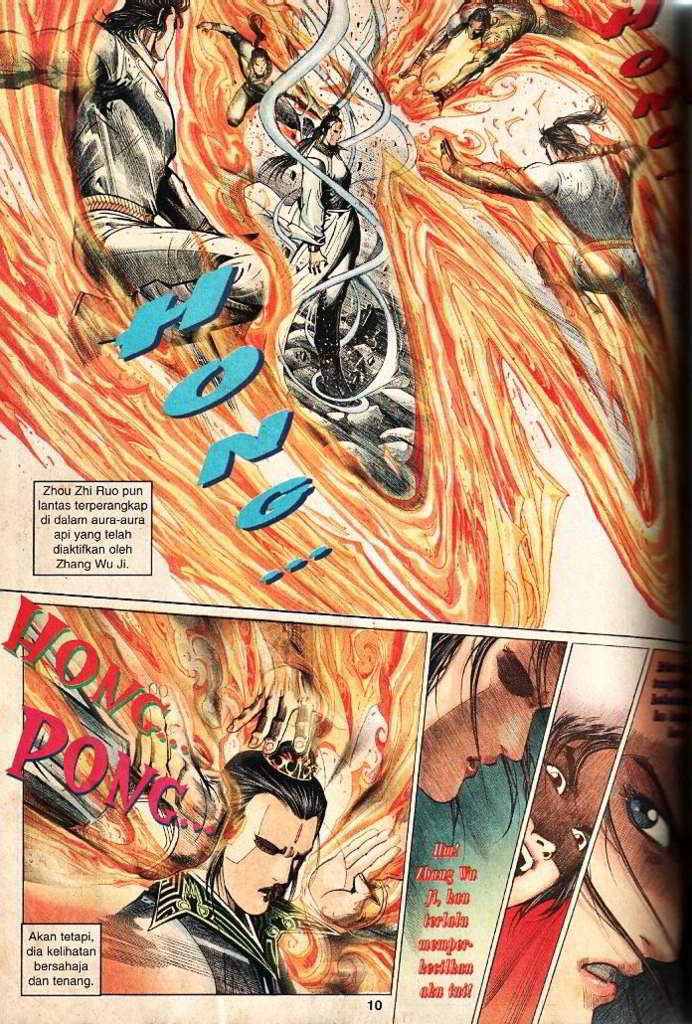 HONG!
HONG...
Zhou Zhi Ruo pun
lantas terperangkap
di dalam aura-aura
api yang telah
diaktifkan oleh
Zhang Wu Ji.
HONG...
PONG...
Akan tetapi,
dia kelihatan
bersahaja
dan tenang.
Hm!
Zhang Wu
Ji, kau
terlalu
memper-
kecilkan
aku ini!
10